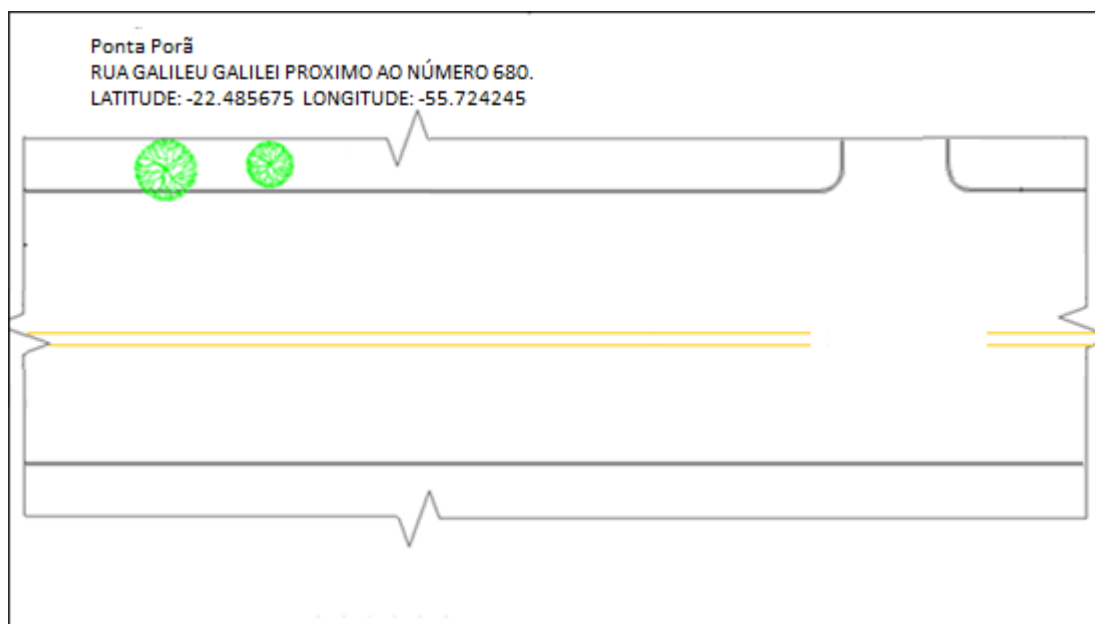 Ponta Porã
RUA GALILEU GALILEI PROXIMO AO NÚMERO 680.
LATITUDE: -22.485675 LONGITUDE: -55.724245